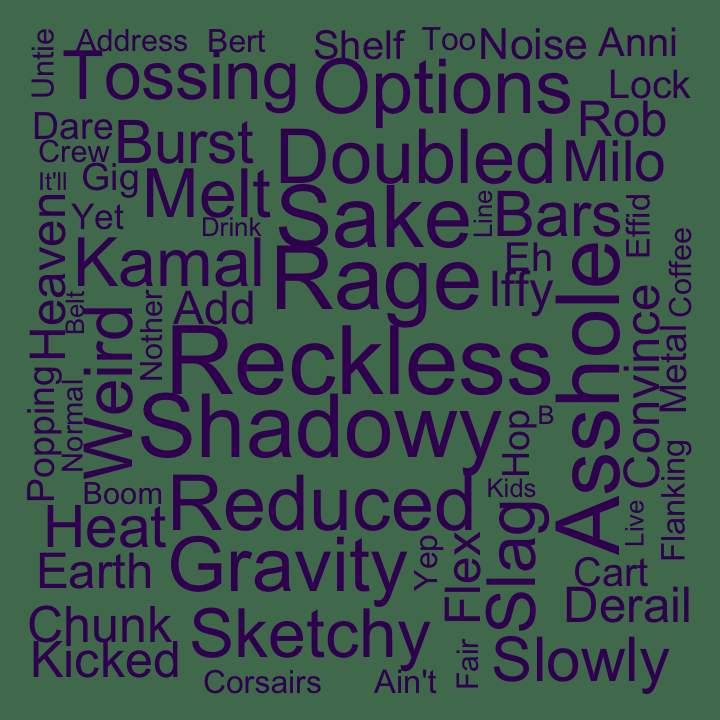 Untie
Address
Bert
Shelf
Too
Noise
Anni
Tossing
Options
Lock
Dare
Burst
Rob
Crew
Doubled
Milo
It'll
Gig
Melt
Yet
Drink
Sake
Line
Bars
Effid
Heaven
Kamal
Rage
Eh
Iffy
Coffee
Belt
Nother
Add
Asshole
Weird
Reckless
Convince
Metal
Popping
Normal
Shadowy
Hop
B
Boom
Reduced
Kids
Heat
Slag
Live
Flanking
Earth
Gravity
Yep
Flex
Cart
Derail
Chunk
Sketchy
Kicked
Fair
Slowly
Corsairs
Ain't